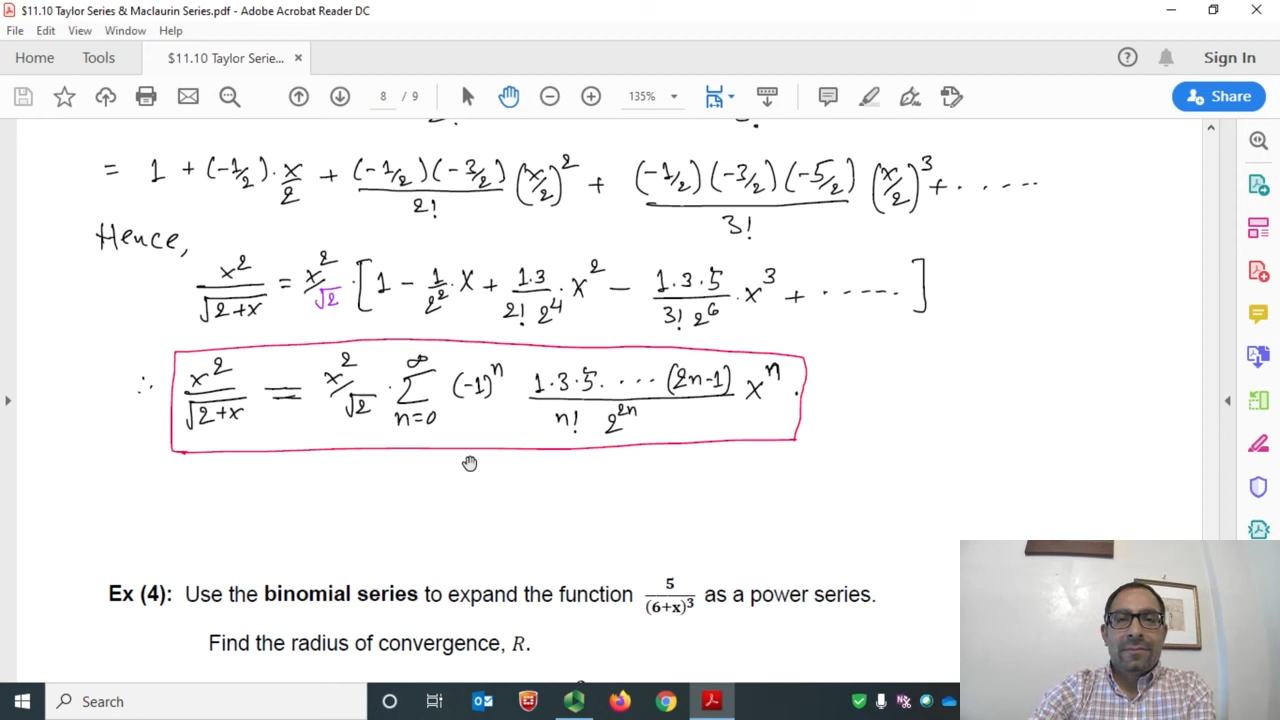 $11.10 Taylor Series & Maclaurin Series.pdf - Adobe Acrobat Reader DC
File Edit View Window Help
Home Tools $11.10 Taylor Serie... × Sign In
8 / 9 135% Share
2! 3!
= 1 + (-1/2) · x/2 + (-1/2)(-3/2)/2! (x/2)^2 + (-1/2)(-3/2)(-5/2)/3! (x/2)^3 + ·····
Hence,
x^2/√(2+x) = x^2/√2 · [1 - 1/2^2 · x + 1·3/(2! 2^4) · x^2 - 1·3·5/(3! 2^6) · x^3 + ·····]
∴ x^2/√(2+x) = x^2/√2 · ∑_{n=0}^{∞} (-1)^n 1·3·5·····(2n-1)/(n! 2^{2n}) x^n .
Ex (4): Use the binomial series to expand the function 5/(6+x)^3 as a power series.
Find the radius of convergence, R.
Search